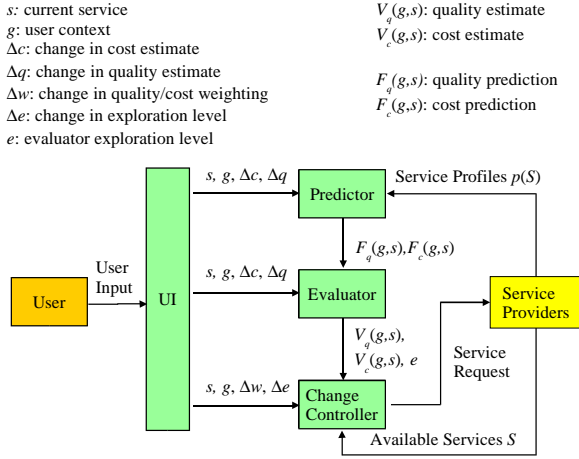 s: current service
g: user context
Δc: change in cost estimate
Δq: change in quality estimate
Δw: change in quality/cost weighting
Δe: change in exploration level
e: evaluator exploration level
V_q(g,s): quality estimate
V_c(g,s): cost estimate
F_q(g,s): quality prediction
F_c(g,s): cost prediction
s, g, Δc, Δq
Predictor
Service Profiles p(S)
F_q(g,s),F_c(g,s)
User
User
Input
UI
s, g, Δc, Δq
Evaluator
Service
Providers
V_q(g,s),
V_c(g,s), e
Service
Request
s, g, Δw, Δe
Change
Controller
Available Services S